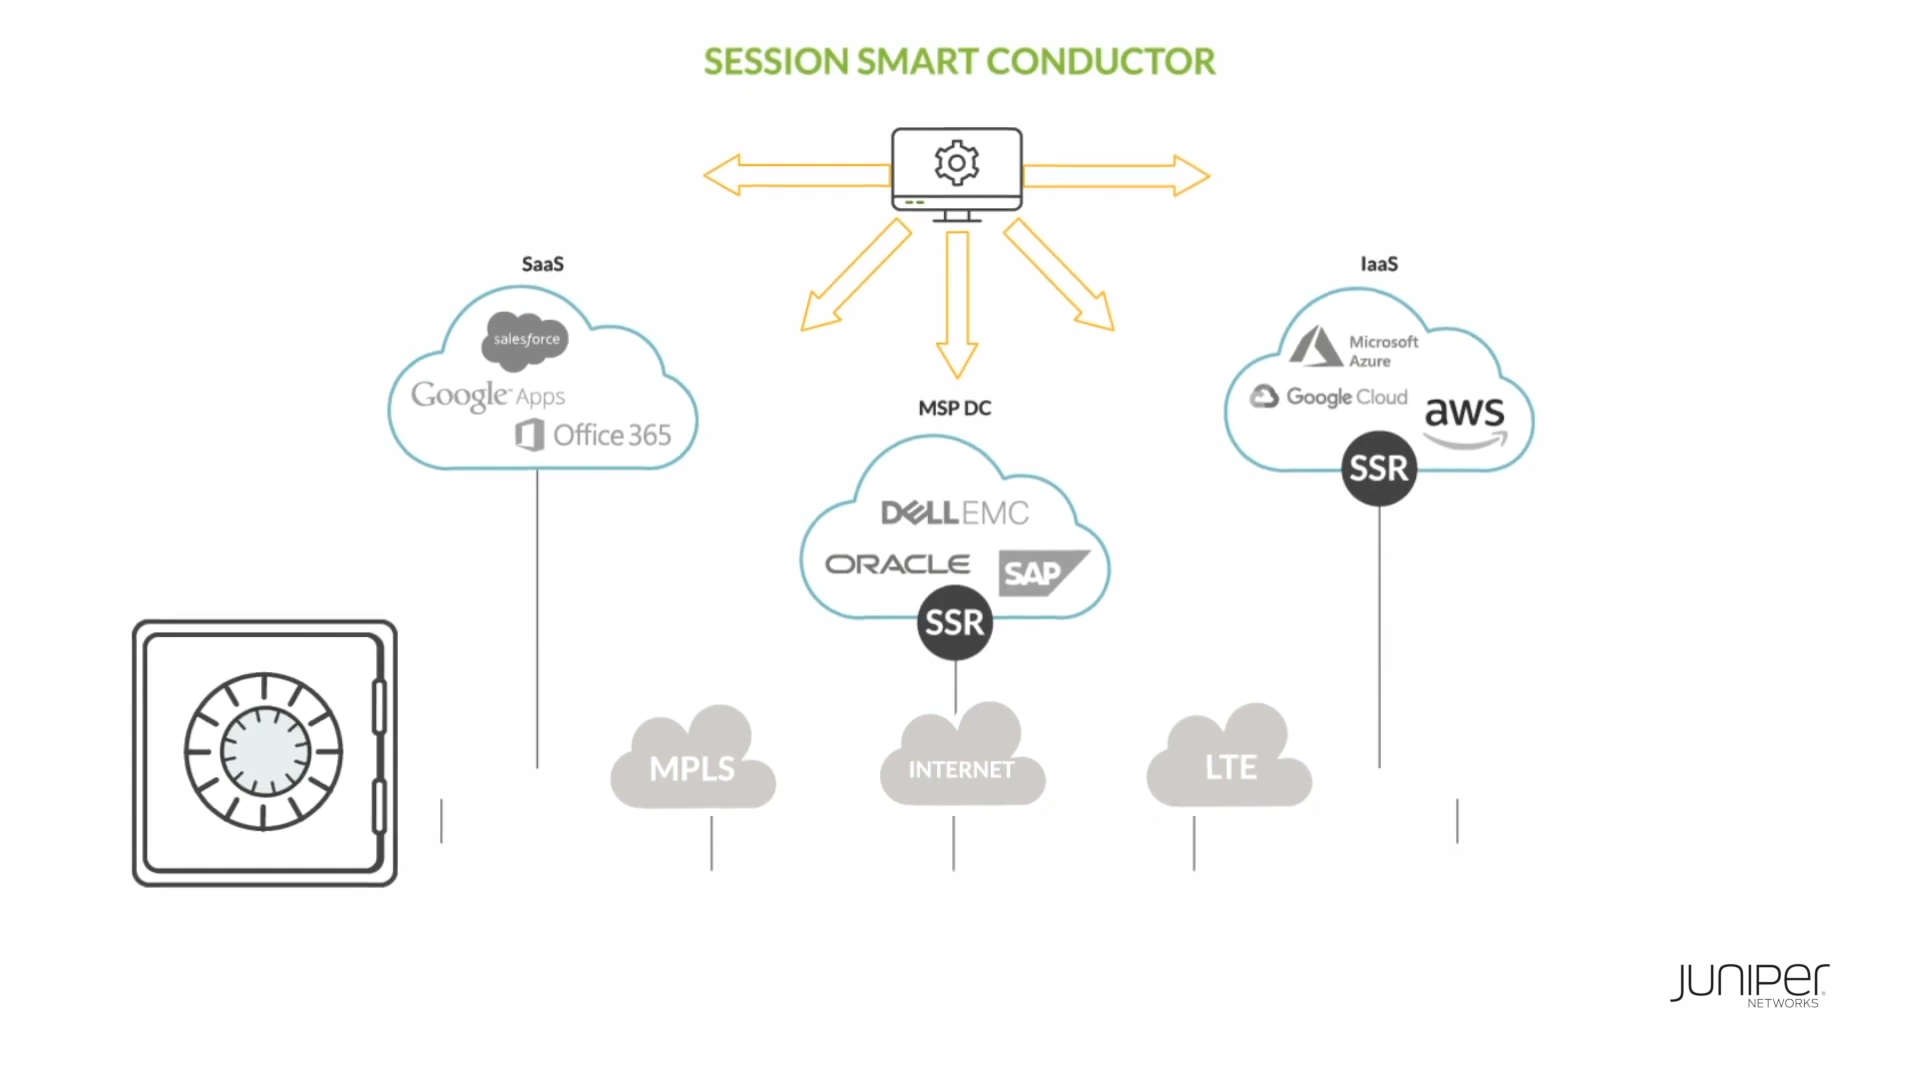 SESSION SMART CONDUCTOR
SaaS
salesforce
Google™ Apps
Office 365
IaaS
Microsoft
Azure
Google Cloud
aws
SSR
MSP DC
DELL EMC
ORACLE
SAP
SSR
MPLS
INTERNET
LTE
JUNIPer
NETWORKS